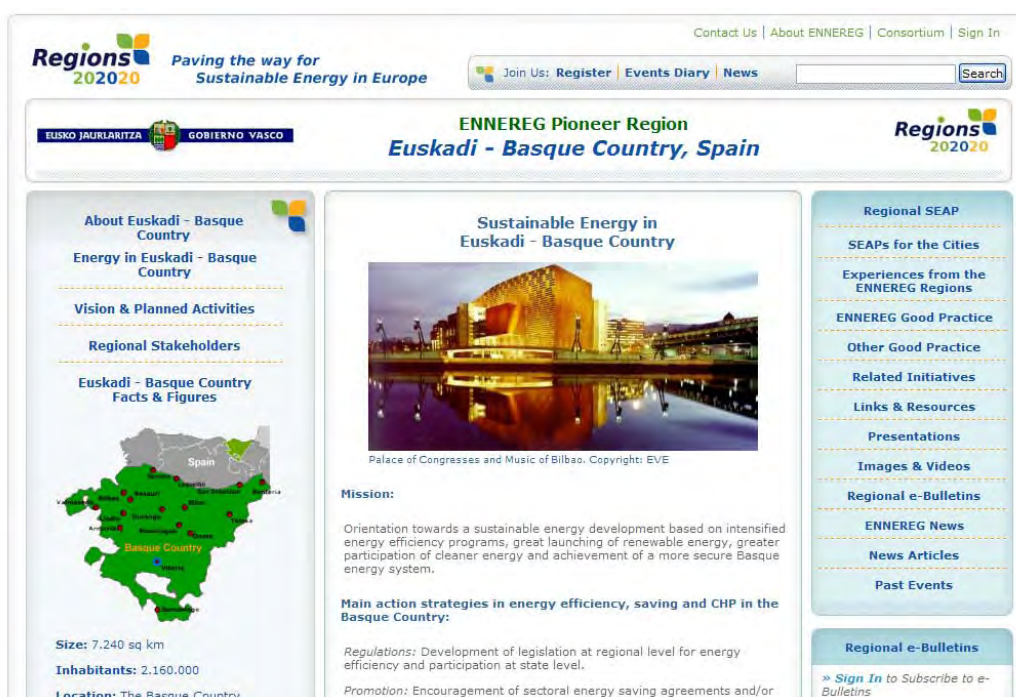 Contact Us | About ENNEREG | Consortium | Sign In
Regions
202020
Paving the way for
Sustainable Energy in Europe
Join Us: Register | Events Diary | News
Search
EUSKO JAURLARITZA
GOBIERNO VASCO
ENNEREG Pioneer Region
Euskadi - Basque Country, Spain
Regions
202020
About Euskadi - Basque
Country
Energy in Euskadi - Basque
Country
Vision & Planned Activities
Regional Stakeholders
Euskadi - Basque Country
Facts & Figures
Spain
Bilbao
Durango
Tolosa
Basque Country
Vitoria
Size: 7.240 sq km
Inhabitants: 2.160.000
Location: The Basque Country
Sustainable Energy in
Euskadi - Basque Country
Palace of Congresses and Music of Bilbao. Copyright: EVE
Mission:
Orientation towards a sustainable energy development based on intensified
energy efficiency programs, great launching of renewable energy, greater
participation of cleaner energy and achievement of a more secure Basque
energy system.
Main action strategies in energy efficiency, saving and CHP in the
Basque Country:
Regulations: Development of legislation at regional level for energy
efficiency and participation at state level.
Promotion: Encouragement of sectoral energy saving agreements and/or
Regional SEAP
SEAPs for the Cities
Experiences from the
ENNEREG Regions
ENNEREG Good Practice
Other Good Practice
Related Initiatives
Links & Resources
Presentations
Images & Videos
Regional e-Bulletins
ENNEREG News
News Articles
Past Events
Regional e-Bulletins
» Sign In to Subscribe to e-
Bulletins